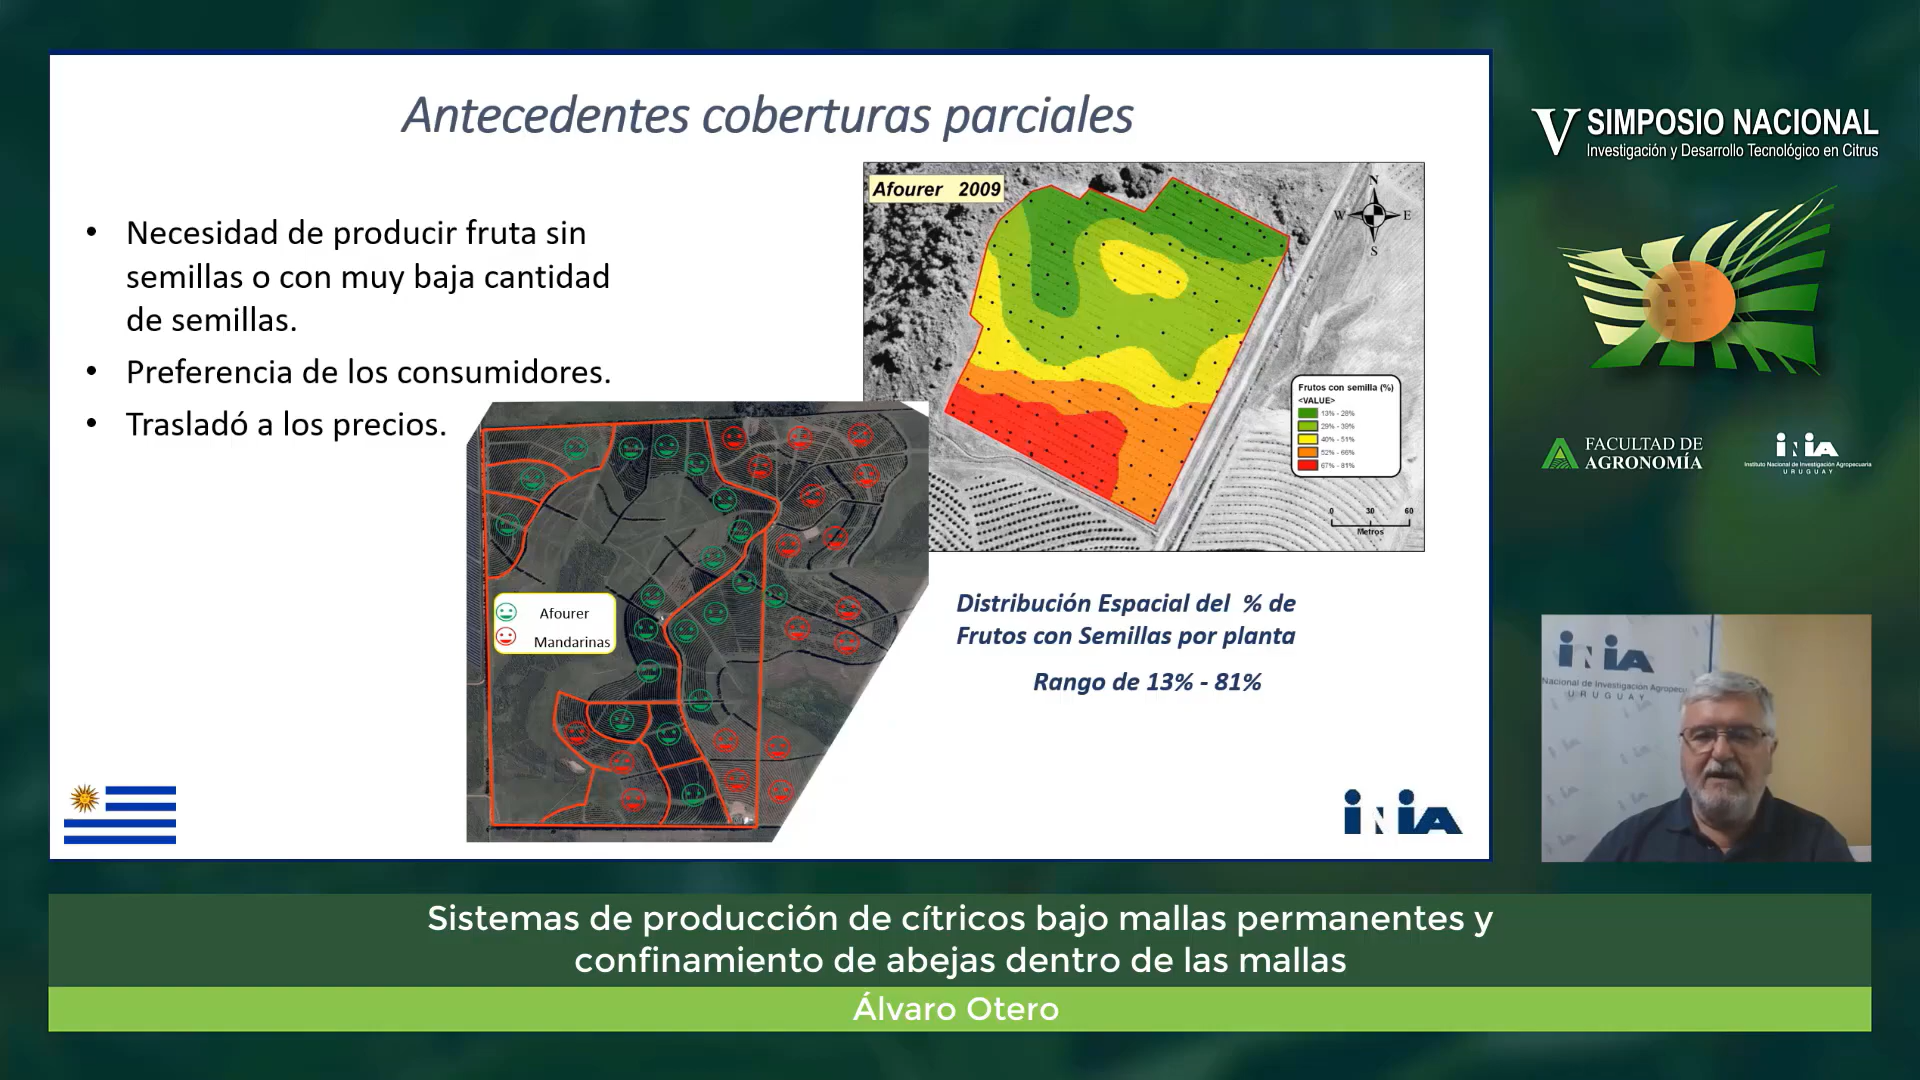 Antecedentes coberturas parciales
• Necesidad de producir fruta sin
semillas o con muy baja cantidad
de semillas.
• Preferencia de los consumidores.
• Trasladó a los precios.
Afourer 2009
N
W E
S
Frutos con semilla (%)
<VALUE>
13% - 28%
29% - 39%
40% - 51%
52% - 66%
67% - 81%
0 30 60
Metros
Afourer
Mandarinas
Distribución Espacial del % de
Frutos con Semillas por planta
Rango de 13% - 81%
INIA
V SIMPOSIO NACIONAL
Investigación y Desarrollo Tecnológico en Citrus
FACULTAD DE
AGRONOMÍA
INIA
Instituto Nacional de Investigación Agropecuaria
URUGUAY
INIA
Nacional de Investigación Agropecu
URUGUAY
Sistemas de producción de cítricos bajo mallas permanentes y
confinamiento de abejas dentro de las mallas
Álvaro Otero